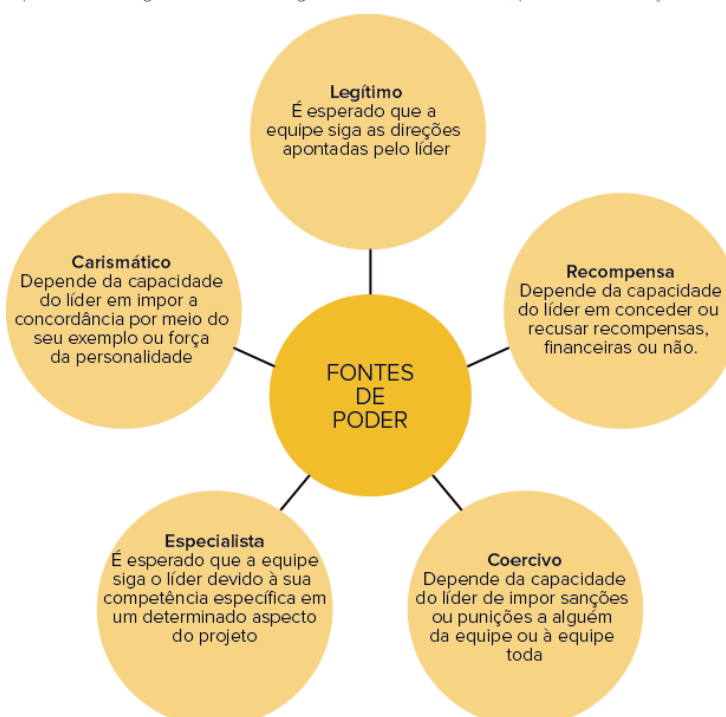 Legítimo
É esperado que a
equipe siga as direções
apontadas pelo líder
Carismático
Depende da capacidade
do líder em impor a
concordância por meio do
seu exemplo ou força
da personalidade
Recompensa
Depende da capacidade
do líder em conceder ou
recusar recompensas,
financeiras ou não.
FONTES
DE
PODER
Especialista
É esperado que a equipe
siga o líder devido à sua
competência específica em
um determinado aspecto
do projeto
Coercivo
Depende da capacidade
do líder de impor sanções
ou punições a alguém
da equipe ou à equipe
toda